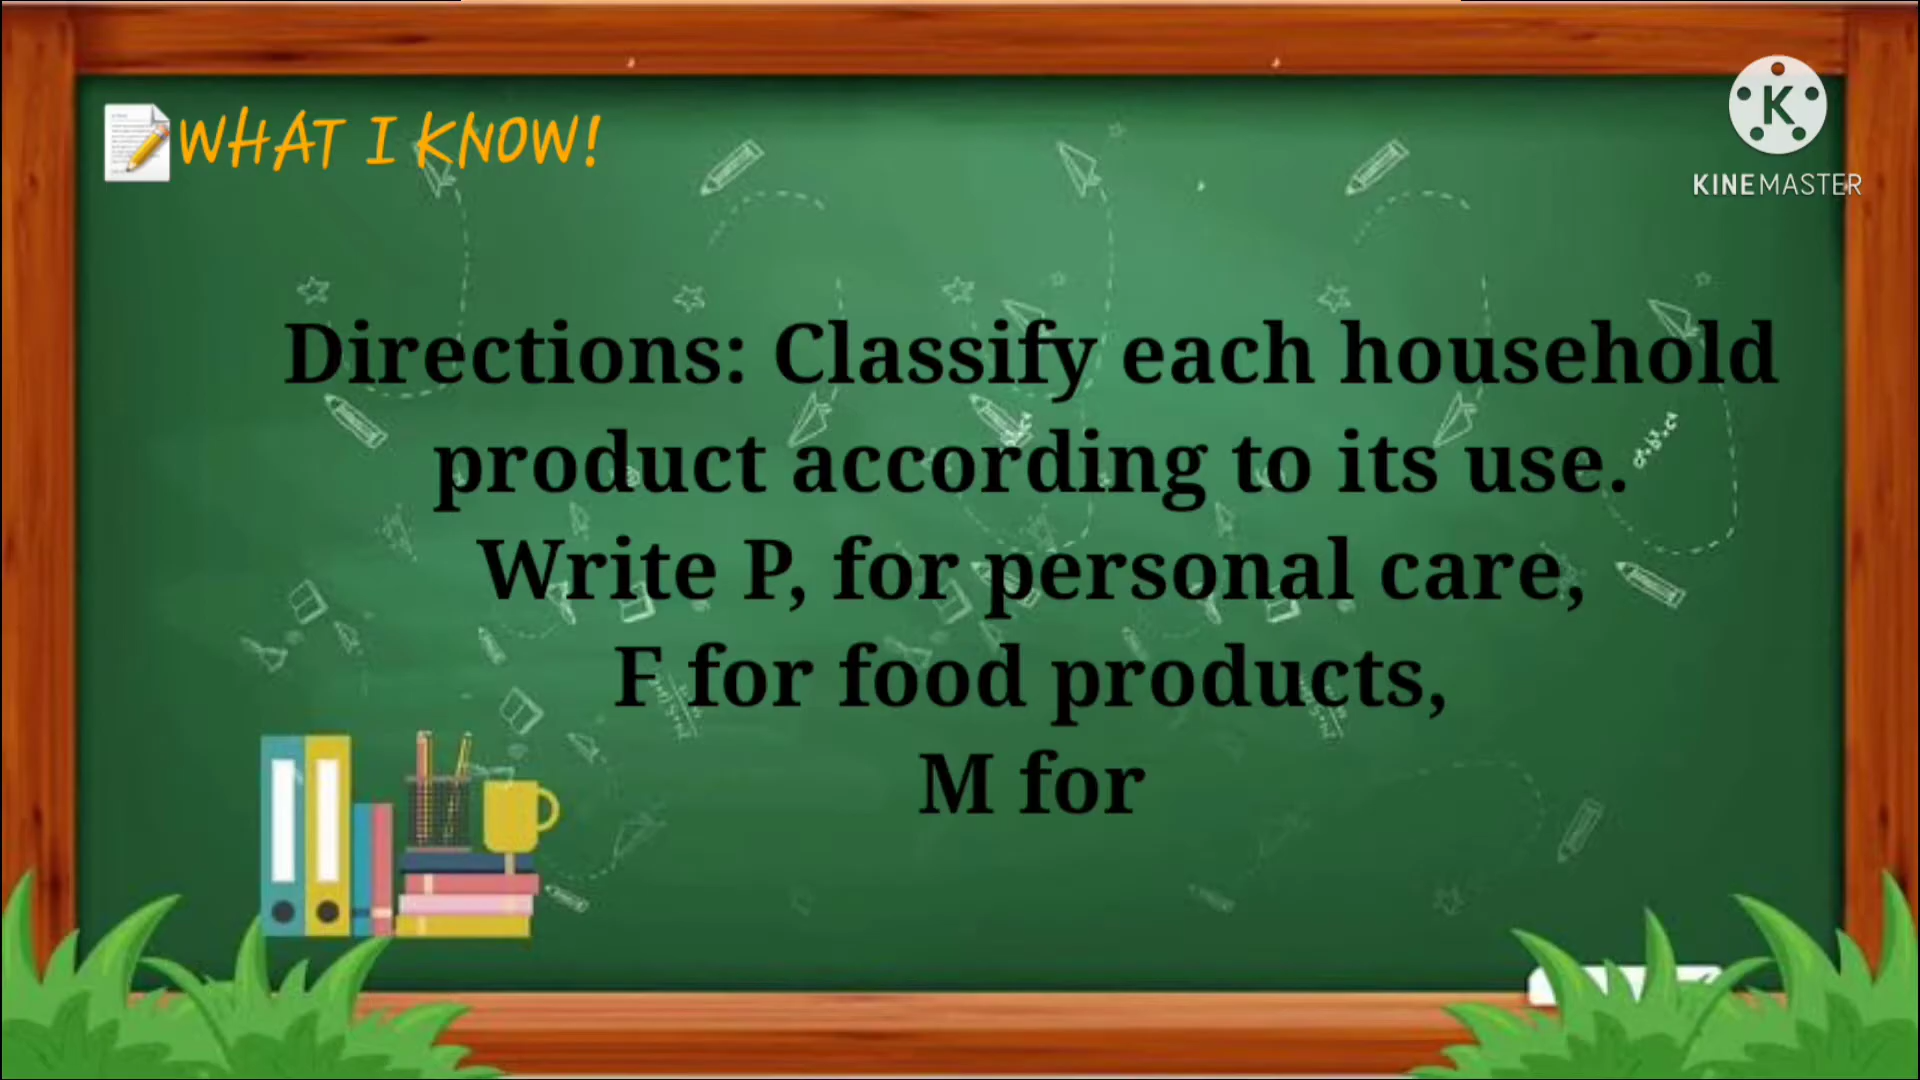 WHAT I KNOW!
K
KINEMASTER
Directions: Classify each household
product according to its use.
Write P, for personal care,
F for food products,
M for